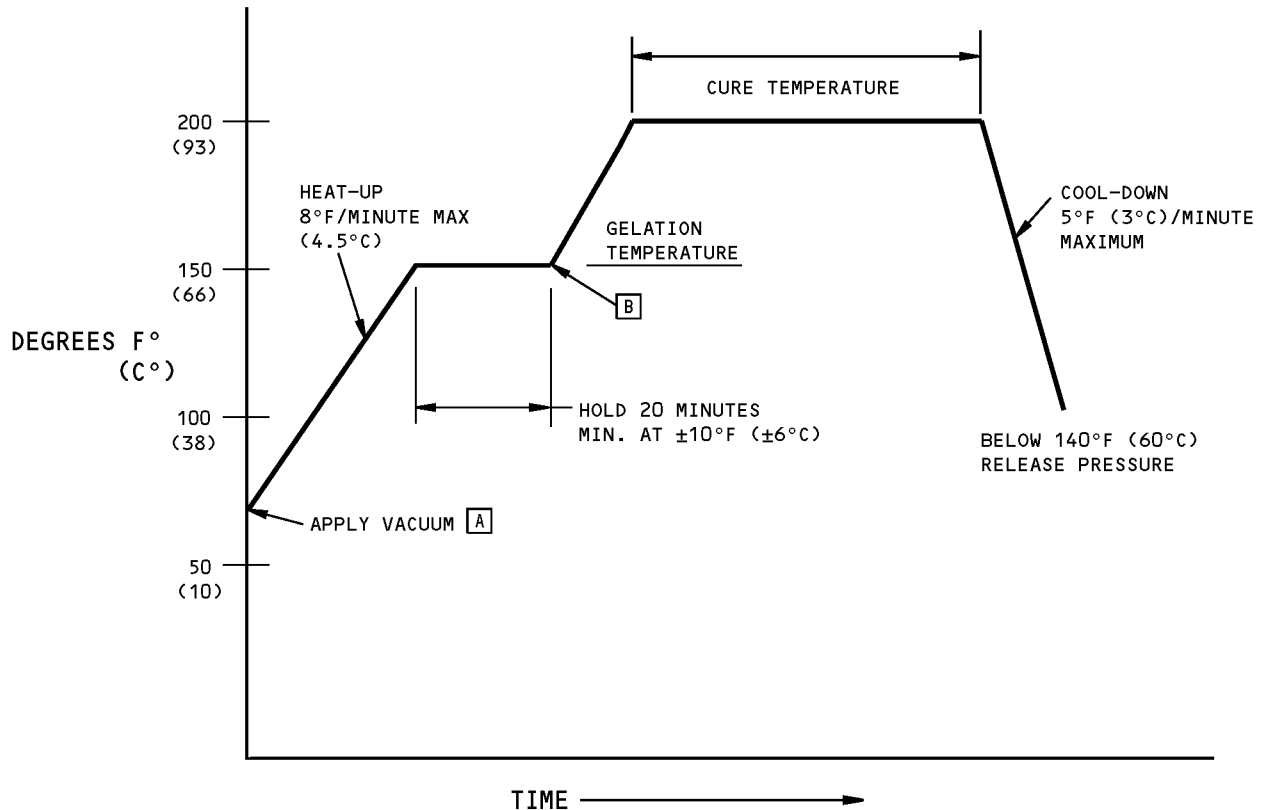 CURE TEMPERATURE
200
(93)
HEAT-UP
8°F/MINUTE MAX
(4.5°C)
COOL-DOWN
5°F (3°C)/MINUTE
MAXIMUM
GELATION
TEMPERATURE
150
(66)
B
DEGREES F°
(C°)
100
(38)
HOLD 20 MINUTES
MIN. AT ±10°F (±6°C)
BELOW 140°F (60°C)
RELEASE PRESSURE
APPLY VACUUM A
50
(10)
TIME